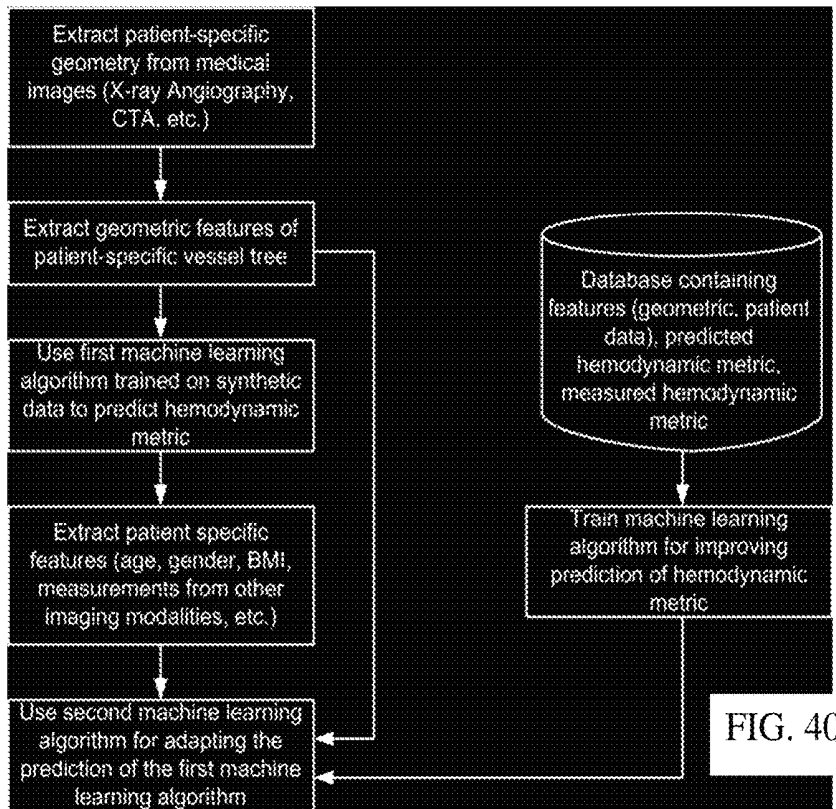 Extract patient-specific
geometry from medical
images (X-ray Angiography,
CTA, etc.)
Extract geometric features of
patient-specific vessel tree
Use first machine learning
algorithm trained on synthetic
data to predict hemodynamic
metric
Extract patient specific
features (age, gender, BMI,
measurements from other
imaging modalities, etc.)
Use second machine learning
algorithm for adapting the
prediction of the first machine
learning algorithm
Database containing
features (geometric, patient
data), predicted
hemodynamic metric,
measured hemodynamic
metric
Train machine learning
algorithm for improving
prediction of hemodynamic
metric
FIG. 40